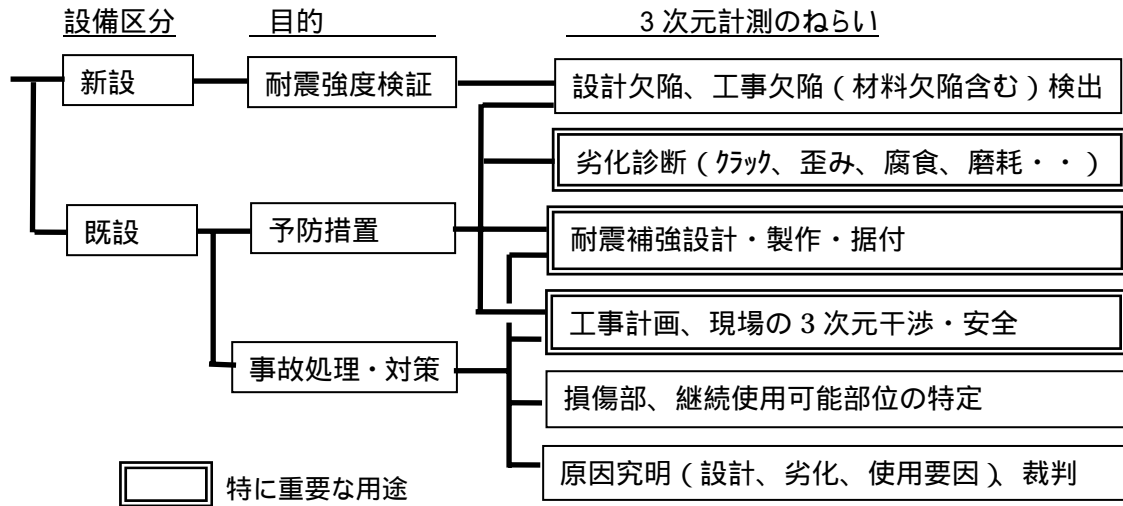 設備区分 目的 3次元計測のねらい
新設 耐震強度検証 設計欠陥、工事欠陥(材料欠陥含む)検出
劣化診断(クラック、歪み、腐食、磨耗・・)
既設 予防措置 耐震補強設計・製作・据付
工事計画、現場の3次元干渉・安全
事故処理・対策
損傷部、継続使用可能部位の特定
原因究明(設計、劣化、使用要因)、裁判
特に重要な用途